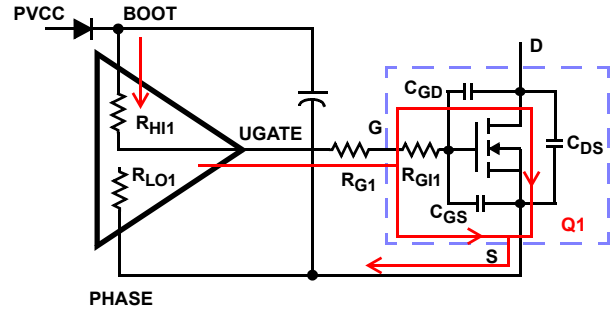 PVCC
BOOT
D
CGD
RHI1
UGATE
G
CDS
RLO1
RG1
RGI1
CGS
Q1
S
PHASE